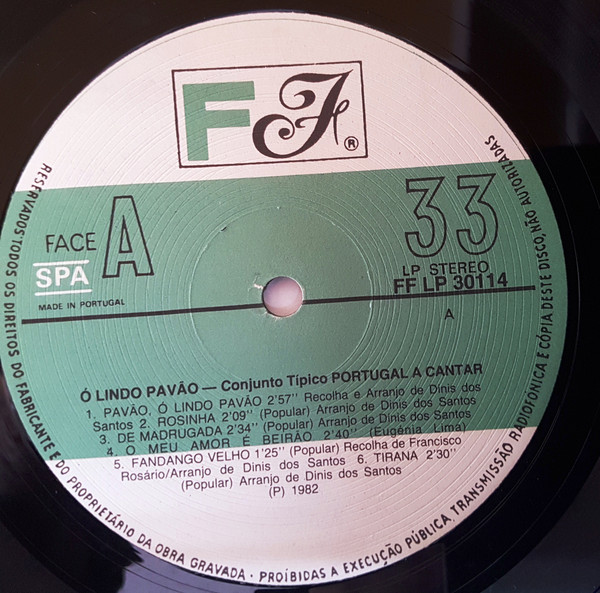 F F ®
FACE A
33
SPA
LP STEREO
FF LP 30114
MADE IN PORTUGAL
A
Ó LINDO PAVÃO — Conjunto Típico PORTUGAL A CANTAR
1. PAVÃO, Ó LINDO PAVÃO 2'57'' Recolha e Arranjo de Dinis dos
Santos 2. ROSINHA 2'09'' (Popular) Arranjo de Dinis dos Santos
3. DE MADRUGADA 2'34'' (Popular) Arranjo de Dinis dos Santos
4. O MEU AMOR É BEIRÃO 2'40'' (Eugénia Lima)
5. FANDANGO VELHO 1'25'' (Popular) Recolha de Francisco
Rosário/Arranjo de Dinis dos Santos 6. TIRANA 2'30''
(Popular) Arranjo de Dinis dos Santos
(P) 1982
RESERVADOS TODOS OS DIREITOS DO FABRICANTE E DO PROPRIETÁRIO DA OBRA GRAVADA · PROÍBIDAS A EXECUÇÃO PÚBLICA, TRANSMISSÃO RADIOFÓNICA E CÓPIA DESTE DISCO, NÃO AUTORIZADAS